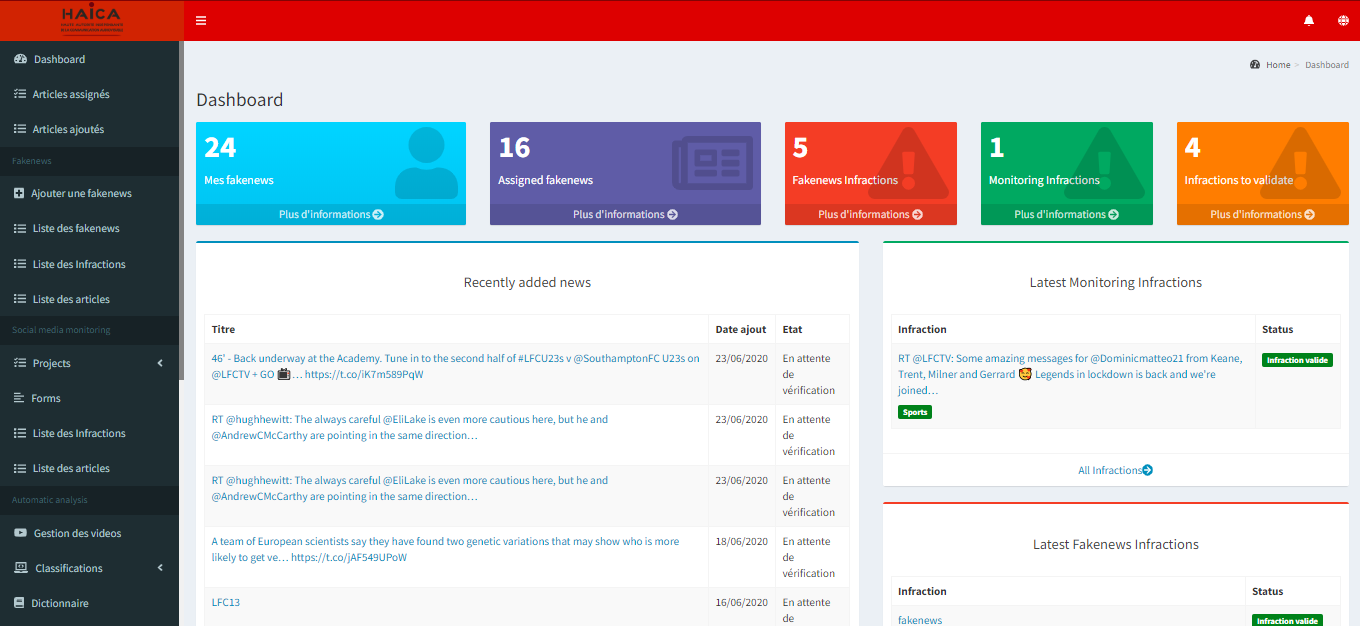 HAICA
Home > Dashboard
Dashboard
Articles assignés
Articles ajoutés
Fakenews
Ajouter une fakenews
Liste des fakenews
Liste des Infractions
Liste des articles
Social media monitoring
Projects
Forms
Liste des Infractions
Liste des articles
Automatic analysis
Gestion des videos
Classifications
Dictionnaire
Dashboard
24
Mes fakenews
Plus d'informations
16
Assigned fakenews
Plus d'informations
5
Fakenews Infractions
Plus d'informations
1
Monitoring Infractions
Plus d'informations
4
Infractions to validate
Plus d'informations
Recently added news
Titre Date ajout Etat
46' - Back underway at the Academy. Tune in to the second half of #LFCU23s v @SouthamptonFC U23s on 23/06/2020 En attente
@LFCTV + GO 📺… https://t.co/iK7m589PqW de
vérification
RT @hughhewitt: The always careful @EliLake is even more cautious here, but he and 23/06/2020 En attente
@AndrewCMcCarthy are pointing in the same direction… de
vérification
RT @hughhewitt: The always careful @EliLake is even more cautious here, but he and 23/06/2020 En attente
@AndrewCMcCarthy are pointing in the same direction… de
vérification
A team of European scientists say they have found two genetic variations that may show who is more 18/06/2020 En attente
likely to get ve… https://t.co/jAF549UPoW de
vérification
LFC13 16/06/2020 En attente
de
Latest Monitoring Infractions
Infraction Status
RT @LFCTV: Some amazing messages for @Dominicmatteo21 from Keane, Infraction valide
Trent, Milner and Gerrard 🥰 Legends in lockdown is back and we're
joined…
Sports
All Infractions
Latest Fakenews Infractions
Infraction Status
fakenews Infraction valide